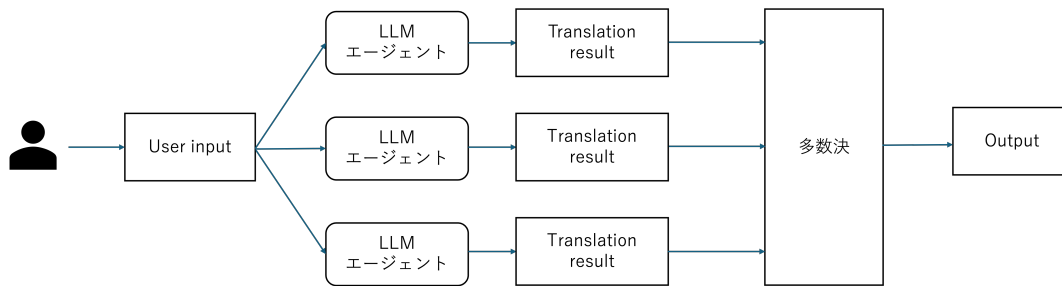 LLM
エージェント
Translation
result
User input
LLM
エージェント
Translation
result
多数決
Output
LLM
エージェント
Translation
result